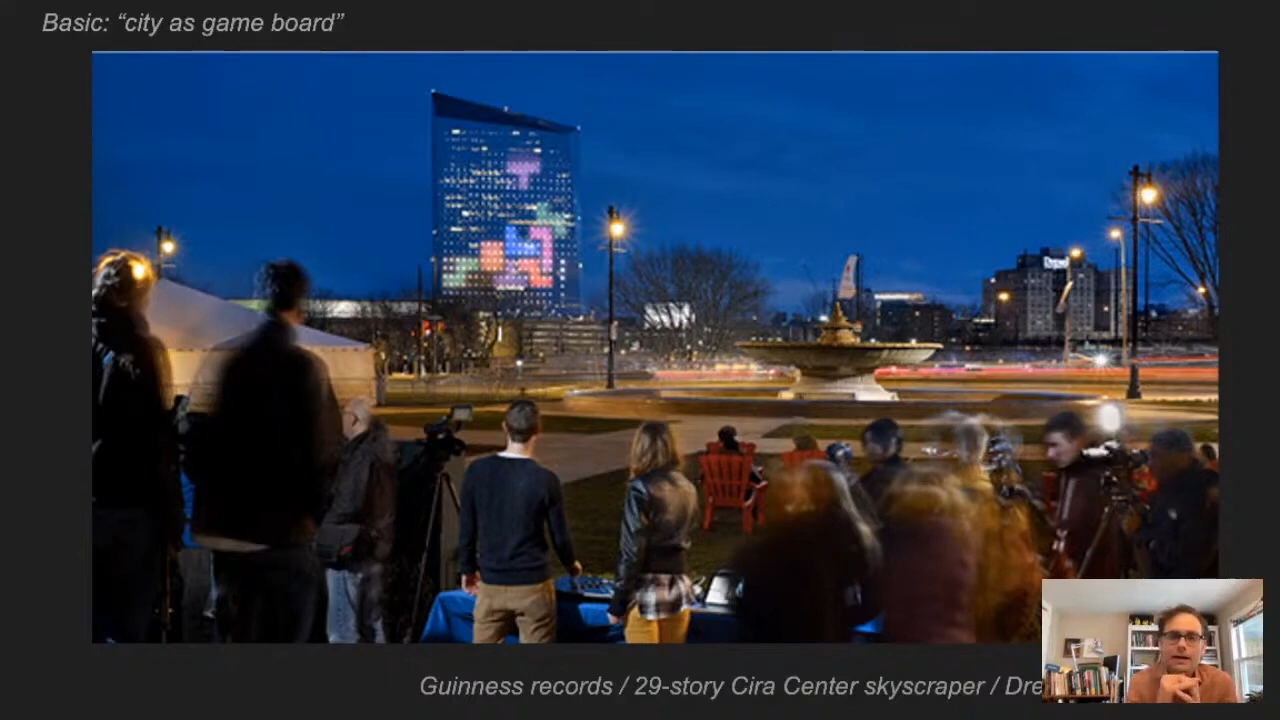 Basic: “city as game board”
Guinness records / 29-story Cira Center skyscraper / Dre